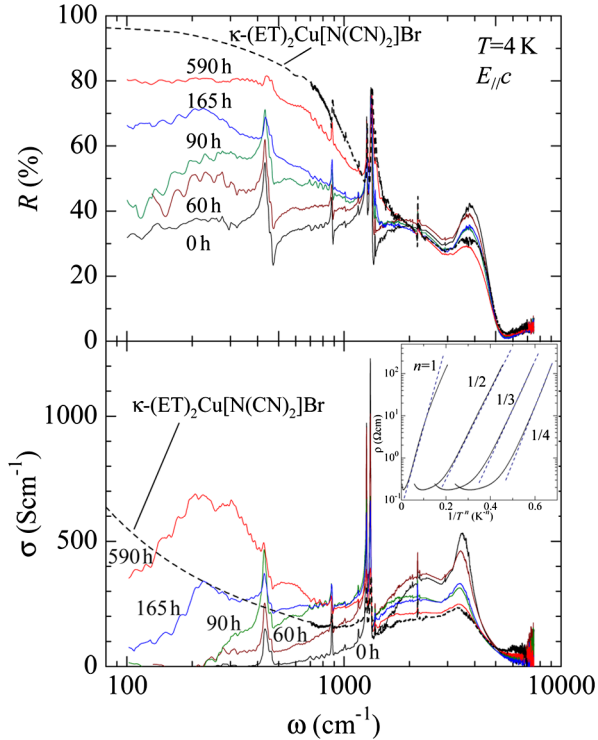 100
80
60
40
20
0
R (%)
κ-(ET)₂Cu[N(CN)₂]Br
T=4 K
E//c
590 h
165 h
90 h
60 h
0 h
1000
500
0
σ (Scm⁻¹)
κ-(ET)₂Cu[N(CN)₂]Br
590 h
165 h
90 h
60 h
0 h
n=1
1/2
1/3
1/4
10²
10¹
10⁰
10⁻¹
ρ (Ωcm)
0
0.2
0.4
0.6
1/Tⁿ (K⁻ⁿ)
100
1000
10000
ω (cm⁻¹)